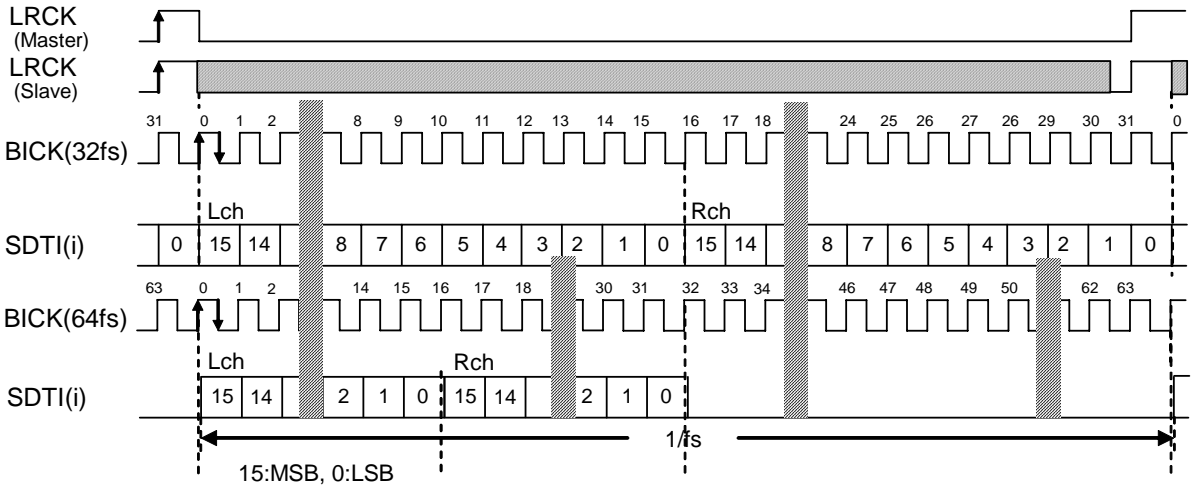 LRCK
(Master)
LRCK
(Slave)
31 0 1 2 8 9 10 11 12 13 14 15 16 17 18 24 25 26 27 26 29 30 31 0
BICK(32fs)
Lch Rch
SDTI(i) 0 15 14 8 7 6 5 4 3 2 1 0 15 14 8 7 6 5 4 3 2 1 0
63 0 1 2 14 15 16 17 18 30 31 32 33 34 46 47 48 49 50 62 63
BICK(64fs)
Lch Rch
SDTI(i) 15 14 2 1 0 15 14 2 1 0
1/fs
15:MSB, 0:LSB